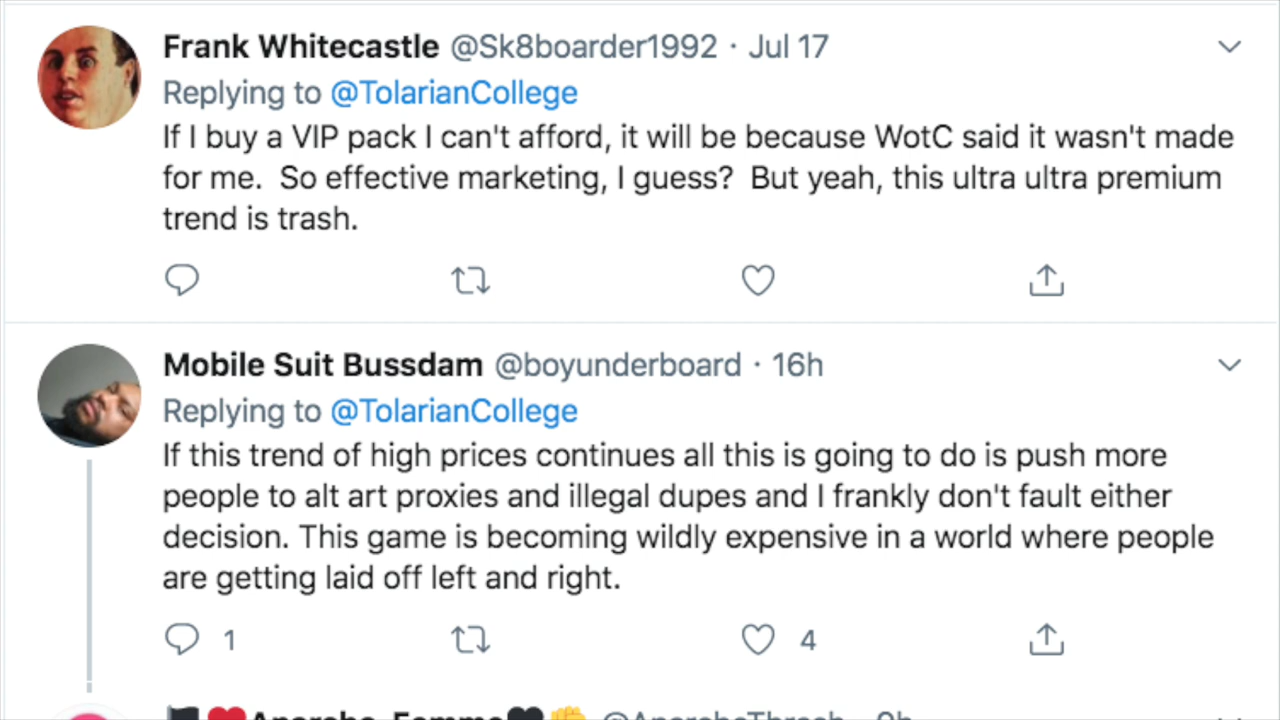 Frank Whitecastle @Sk8boarder1992 · Jul 17
Replying to @TolarianCollege
If I buy a VIP pack I can't afford, it will be because WotC said it wasn't made
for me.  So effective marketing, I guess?  But yeah, this ultra ultra premium
trend is trash.
Mobile Suit Bussdam @boyunderboard · 16h
Replying to @TolarianCollege
If this trend of high prices continues all this is going to do is push more
people to alt art proxies and illegal dupes and I frankly don't fault either
decision. This game is becoming wildly expensive in a world where people
are getting laid off left and right.
1 4